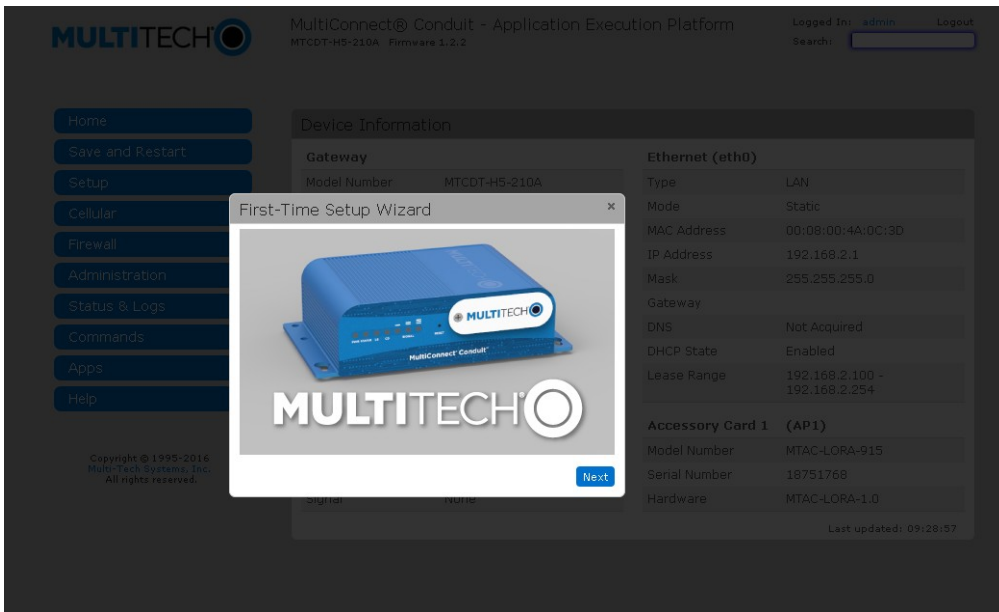 MULTITECH
MultiConnect® Conduit - Application Execution Platform
MTCDT-H5-210A Firmware 1.2.2
Logged In: admin Logout
Search:
Home
Save and Restart
Setup
Cellular
Firewall
Administration
Status & Logs
Commands
Apps
Help
Copyright © 1995-2016
Multi-Tech Systems, Inc.
All rights reserved.
Device Information
Gateway
Model Number MTCDT-H5-210A
Signal None
Ethernet (eth0)
Type LAN
Mode Static
MAC Address 00:08:00:4A:0C:3D
IP Address 192.168.2.1
Mask 255.255.255.0
Gateway
DNS Not Acquired
DHCP State Enabled
Lease Range 192.168.2.100 -
192.168.2.254
Accessory Card 1 (AP1)
Model Number MTAC-LORA-915
Serial Number 18751768
Hardware MTAC-LORA-1.0
Last updated: 09:28:57
First-Time Setup Wizard ×
MULTITECH
MULTITECH
MultiConnect® Conduit™
MULTITECH
Next